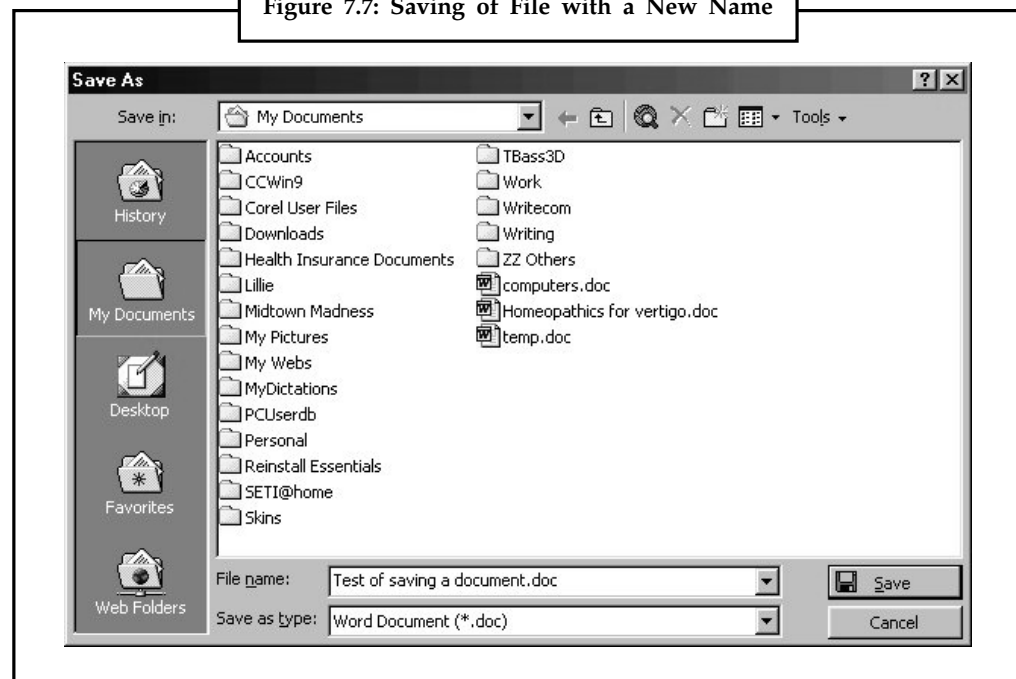 Figure 7.7: Saving of File with a New Name
Save As
Save in:
My Documents
Tools
History
My Documents
Desktop
Favorites
Web Folders
Accounts
CCWin9
Corel User Files
Downloads
Health Insurance Documents
Lillie
Midtown Madness
My Pictures
My Webs
MyDictations
PCUserdb
Personal
Reinstall Essentials
SETI@home
Skins
TBass3D
Work
Writecom
Writing
ZZ Others
computers.doc
Homeopathics for vertigo.doc
temp.doc
File name:
Test of saving a document.doc
Save
Save as type:
Word Document (*.doc)
Cancel